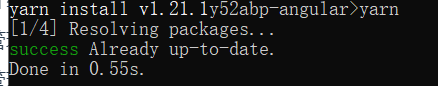 yarn install v1.21.1y52abp-angular>yarn
[1/4] Resolving packages...
success Already up-to-date.
Done in 0.55s.